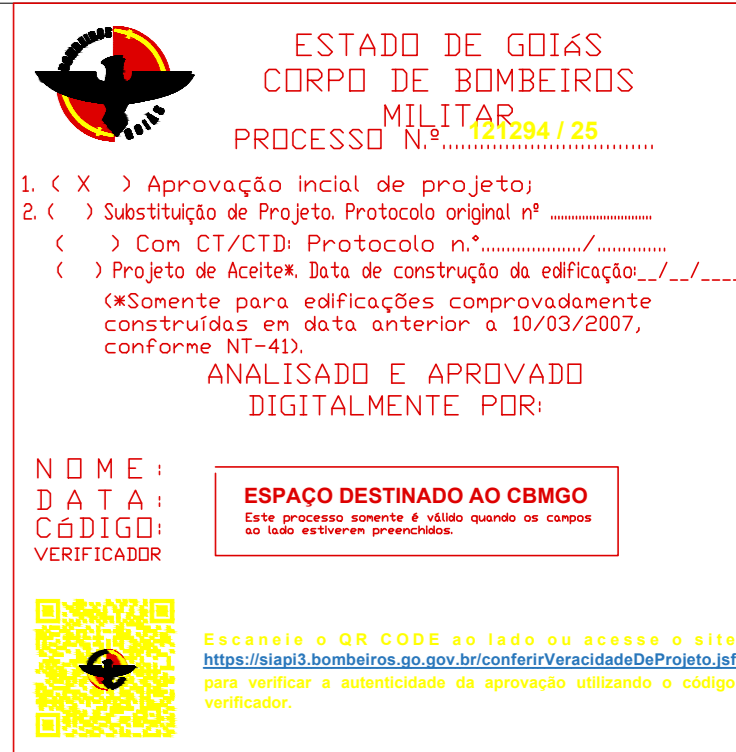 BOMBEIROS
GOIÁS
ESTADO DE GOIáS
CORPO DE BOMBEIROS
MILITAR
PROCESSO N.º....................................
121294 / 25
1. ( X ) Aprovação incial de projeto;
2. ( ) Substituição de Projeto. Protocolo original nº .............................
( ) Com CT/CTD: Protocolo n.°..................../..............
( ) Projeto de Aceite*. Data de construção da edificação:__/__/____
(*Somente para edificações comprovadamente
construídas em data anterior a 10/03/2007,
conforme NT-41).
ANALISADO E APROVADO
DIGITALMENTE POR:
NOME:
DATA:
CóDIGO:
VERIFICADOR
ESPAÇO DESTINADO AO CBMGO
Este processo somente é válido quando os campos
ao lado estiverem preenchidos.
Escaneie o QR CODE ao lado ou acesse o site
https://siapi3.bombeiros.go.gov.br/conferirVeracidadeDeProjeto.jsf
para verificar a autenticidade da aprovação utilizando o código
verificador.